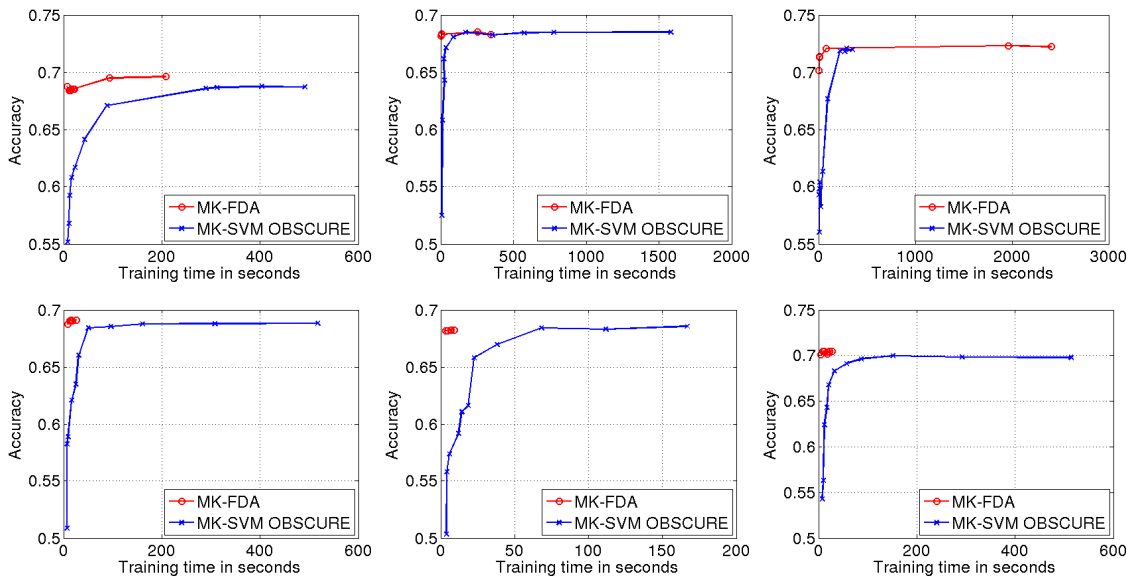 0.75
0.7
0.65
0.6
0.55
Accuracy
0 200 400 600
Training time in seconds
MK-FDA
MK-SVM OBSCURE
0.7
0.65
0.6
0.55
0.5
Accuracy
0 500 1000 1500 2000
Training time in seconds
MK-FDA
MK-SVM OBSCURE
0.75
0.7
0.65
0.6
0.55
Accuracy
0 1000 2000 3000
Training time in seconds
MK-FDA
MK-SVM OBSCURE
0.7
0.65
0.6
0.55
0.5
Accuracy
0 200 400 600
Training time in seconds
MK-FDA
MK-SVM OBSCURE
0.7
0.65
0.6
0.55
0.5
Accuracy
0 50 100 150 200
Training time in seconds
MK-FDA
MK-SVM OBSCURE
0.75
0.7
0.65
0.6
0.55
0.5
Accuracy
0 200 400 600
Training time in seconds
MK-FDA
MK-SVM OBSCURE